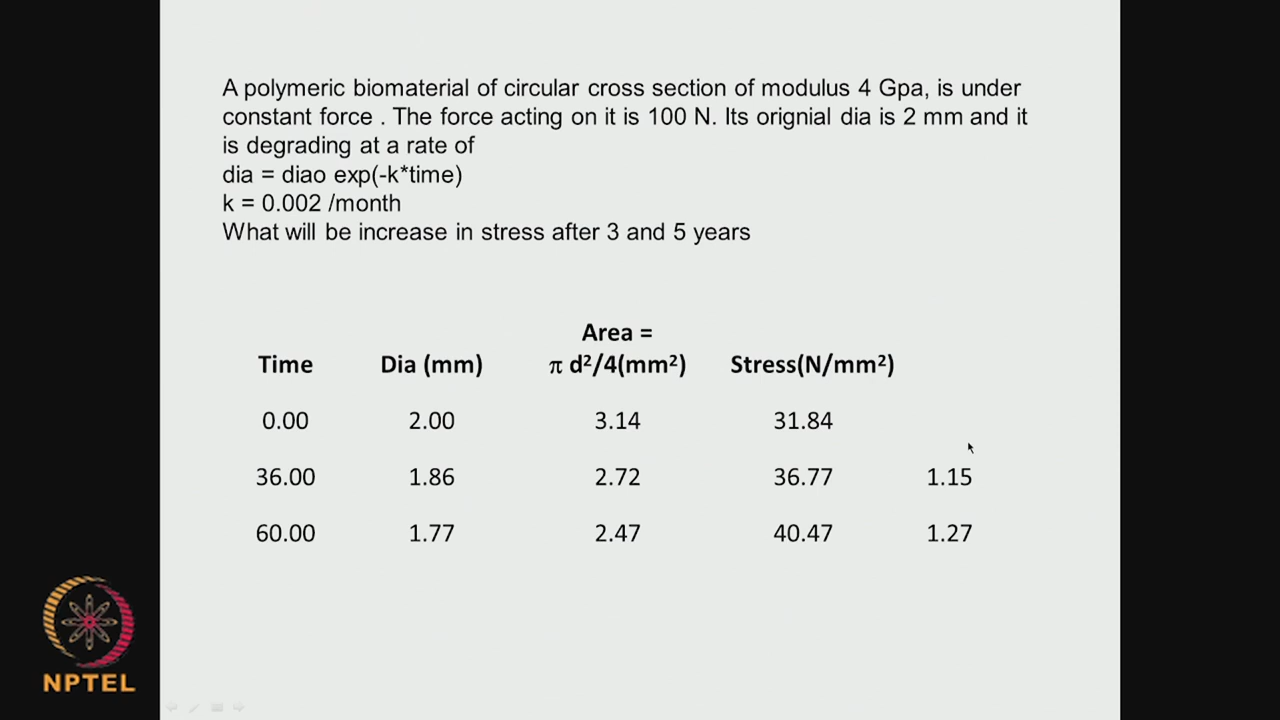 A polymeric biomaterial of circular cross section of modulus 4 Gpa, is under
constant force . The force acting on it is 100 N. Its orignial dia is 2 mm and it
is degrading at a rate of
dia = diao exp(-k*time)
k = 0.002 /month
What will be increase in stress after 3 and 5 years
Area =
Time Dia (mm) π d²/4(mm²) Stress(N/mm²)
0.00 2.00 3.14 31.84
36.00 1.86 2.72 36.77 1.15
60.00 1.77 2.47 40.47 1.27
NPTEL